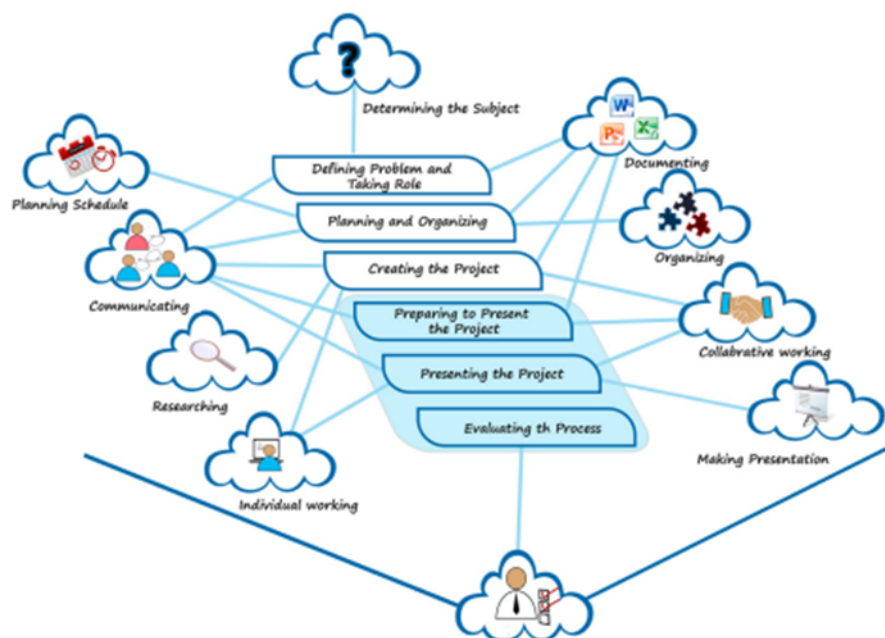 Determining the Subject
W
P
X
Documenting
Defining Problem and
Taking Role
Planning Schedule
Planning and Organizing
Organizing
Creating the Project
Communicating
Preparing to Present
the Project
Collabrative working
Presenting the Project
Researching
Evaluating th Process
Making Presentation
Individual working